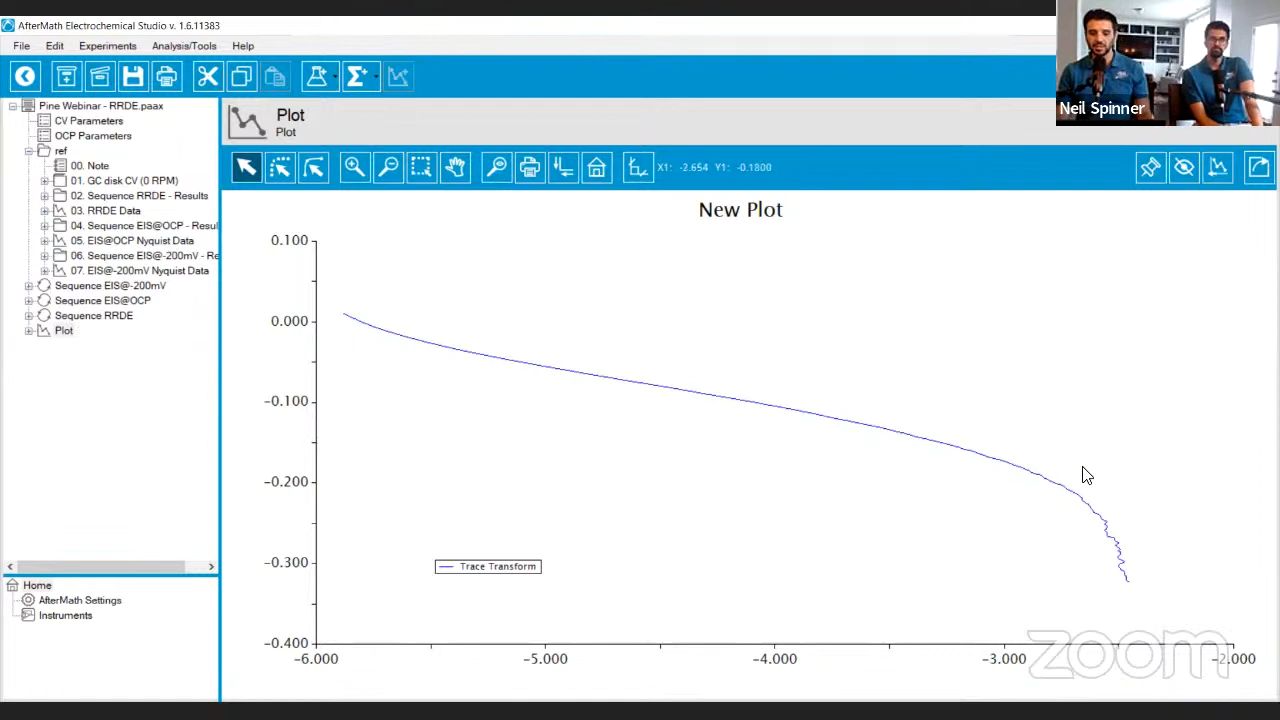 AfterMath Electrochemical Studio v. 1.6.11383
File Edit Experiments Analysis/Tools Help
Neil Spinner
Pine Webinar - RRDE.paax
CV Parameters
OCP Parameters
ref
00. Note
01. GC disk CV (0 RPM)
02. Sequence RRDE - Results
03. RRDE Data
04. Sequence EIS@OCP - Resul
05. EIS@OCP Nyquist Data
06. Sequence EIS@-200mV - Re
07. EIS@-200mV Nyquist Data
Sequence EIS@-200mV
Sequence EIS@OCP
Sequence RRDE
Plot
Home
AfterMath Settings
Instruments
Plot
Plot
X1: -2.654 Y1: -0.1800
New Plot
0.100
0.000
-0.100
-0.200
-0.300
-0.400
Trace Transform
-6.000 -5.000 -4.000 -3.000 -2.000
zoom